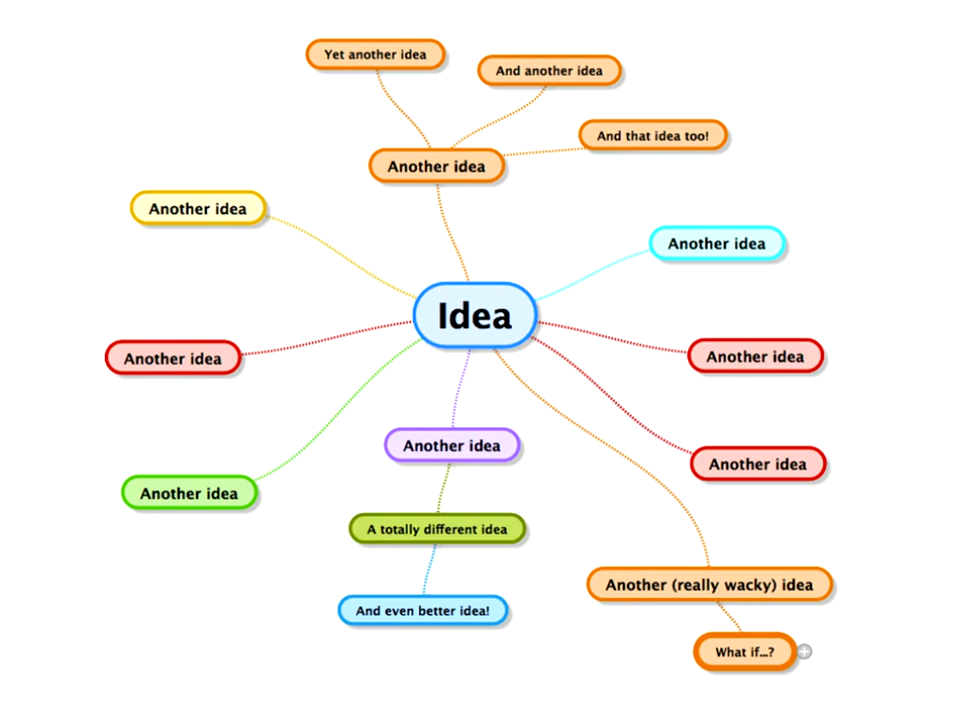 Yet another idea
And another idea
And that idea too!
Another idea
Another idea
Another idea
Idea
Another idea
Another idea
Another idea
Another idea
Another idea
Another idea
A totally different idea
Another (really wacky) idea
And even better idea!
What if...?